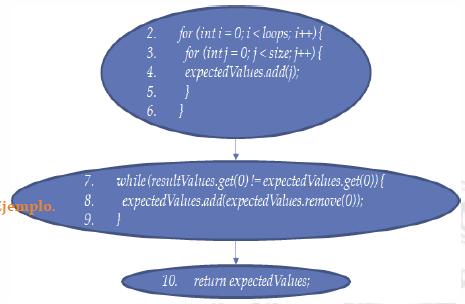 2. for (int i = 0; i < loops; i++) {
3. for (int j = 0; j < size; j++) {
4. expectedValues.add(j);
5. }
6. }
7. while (resultValues.get(0) != expectedValues.get(0)) {
8. expectedValues.add(expectedValues.remove(0));
jemplo.
9. }
10. return expectedValues;